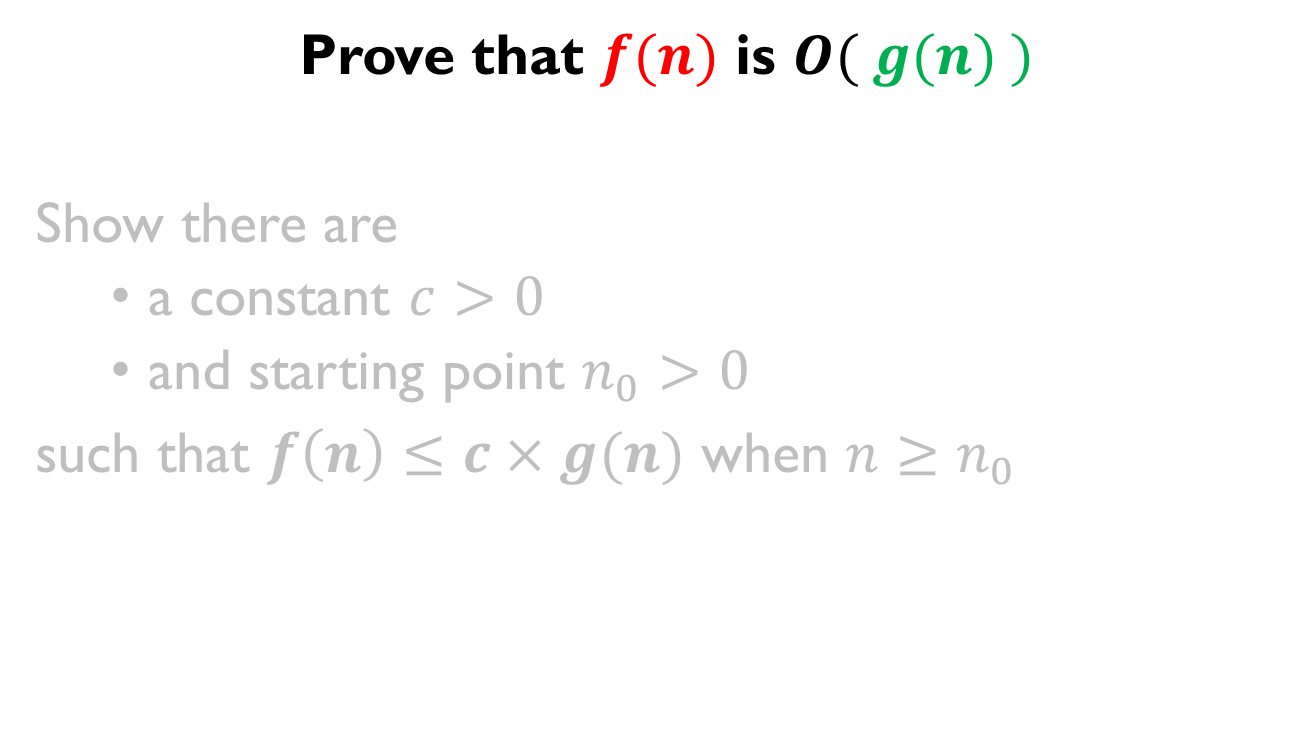 Prove that f(n) is O( g(n) )
Show there are
• a constant c > 0
• and starting point n₀ > 0
such that f(n) ≤ c × g(n) when n ≥ n₀